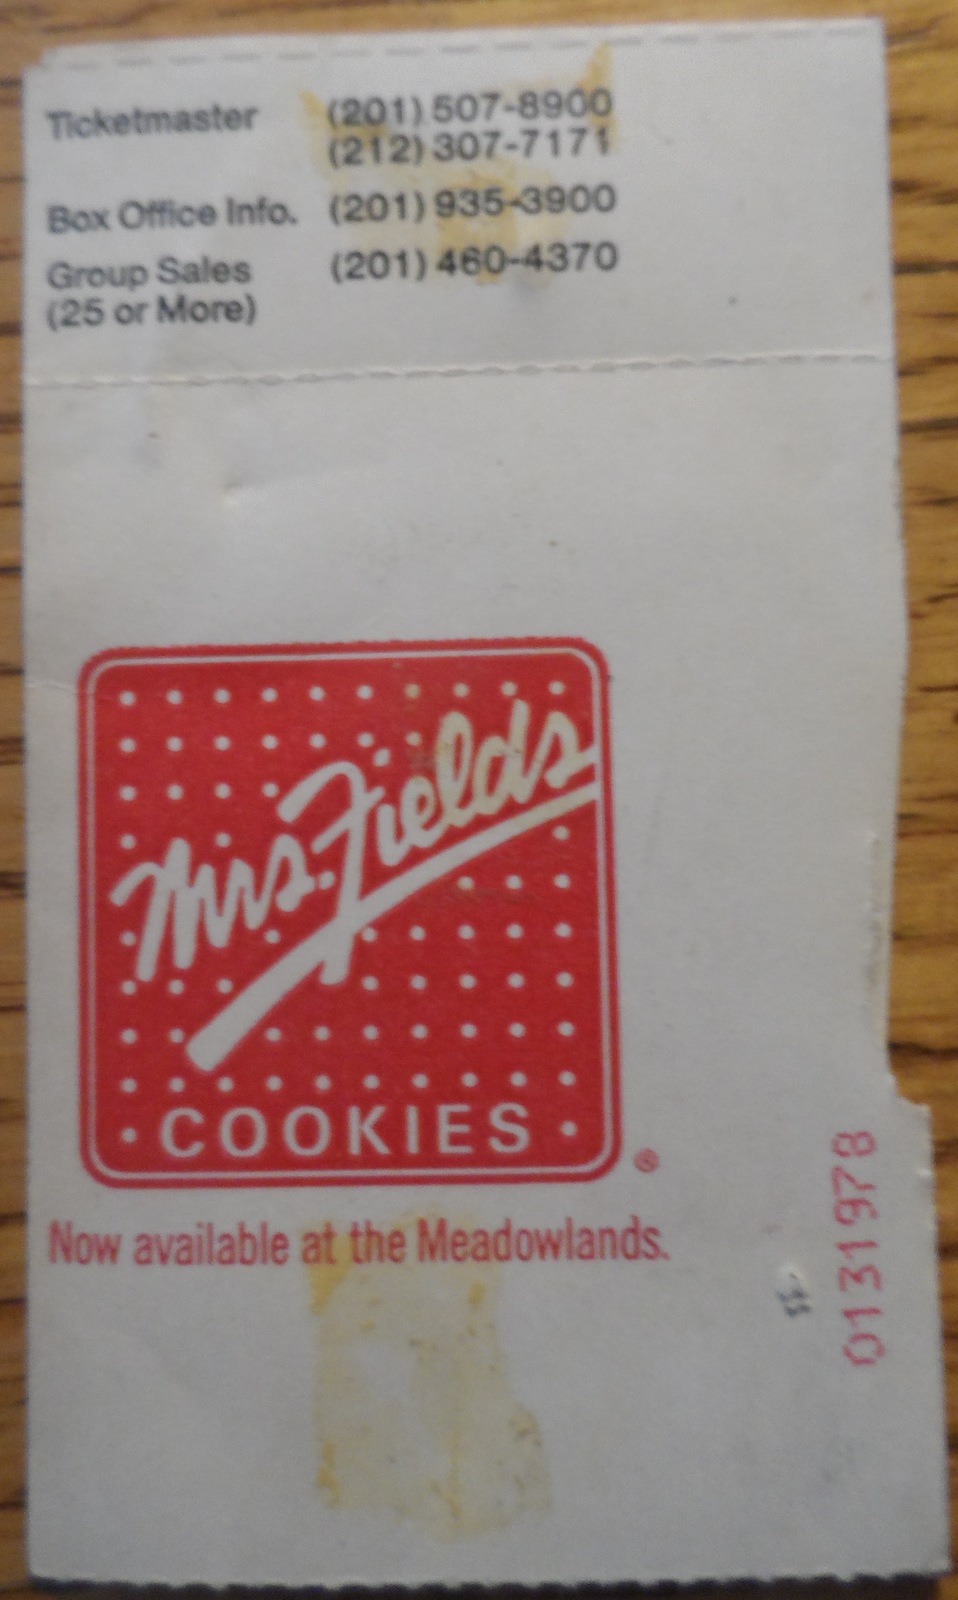 Ticketmaster (201) 507-8900
(212) 307-7171
Box Office Info. (201) 935-3900
Group Sales (201) 460-4370
(25 or More)
Mrs. Fields
COOKIES
®
Now available at the Meadowlands.
0131978